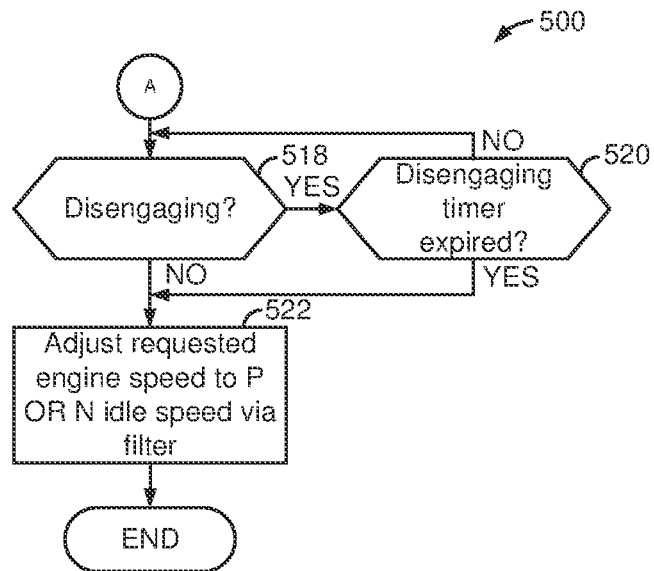 500
A
NO
518
520
Disengaging?
YES
Disengaging
timer
expired?
NO
YES
522
Adjust requested
engine speed to P
OR N idle speed via
filter
END